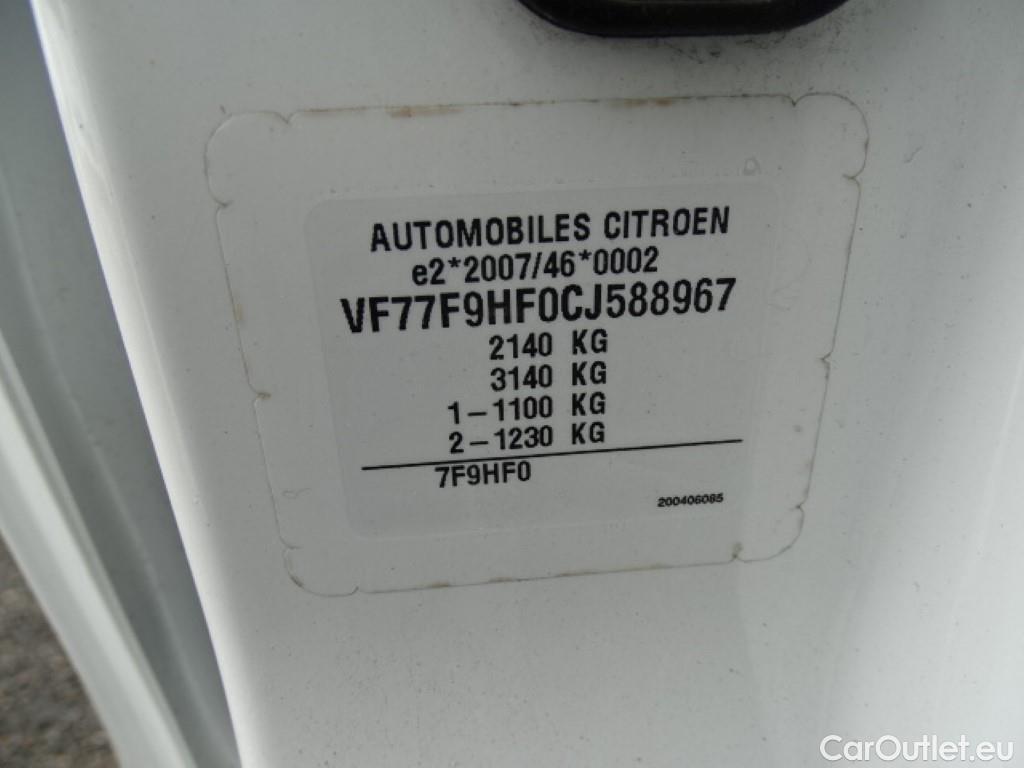 AUTOMOBILES CITROEN
e2*2007/46*0002
VF77F9HF0CJ588967
2140 KG
3140 KG
1-1100 KG
2-1230 KG
7F9HF0
200406085
CarOutlet.eu